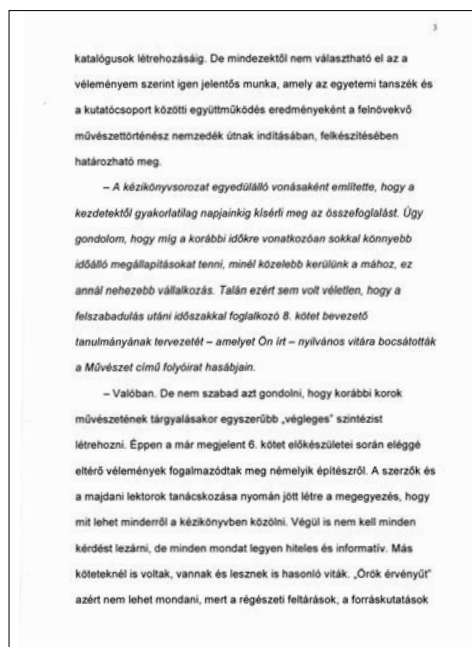 3
katalógusok létrehozásáig. De mindezektől nem választható el az a
véleményem szerint igen jelentős munka, amely az egyetemi tanszék és
a kutatócsoport közötti együttműködés eredményeként a felnövekvő
művészettörténész nemzedék útnak indításában, felkészítésében
határozható meg.
– A kézikönyvsorozat egyedülálló vonásaként említette, hogy a
kezdetektől gyakorlatilag napjainkig kísérli meg az összefoglalást. Úgy
gondolom, hogy míg a korábbi időkre vonatkozóan sokkal könnyebb
időálló megállapításokat tenni, minél közelebb kerülünk a mához, ez
annál nehezebb vállalkozás. Talán ezért sem volt véletlen, hogy a
felszabadulás utáni időszakkal foglalkozó 8. kötet bevezető
tanulmányának tervezetét – amelyet Ön írt – nyilvános vitára bocsátották
a Művészet című folyóirat hasábjain.
– Valóban. De nem szabad azt gondolni, hogy korábbi korok
művészetének tárgyalásakor egyszerűbb „végleges” szintézist
létrehozni. Éppen a már megjelent 6. kötet előkészületei során eléggé
eltérő vélemények fogalmazódtak meg némelyik építészről. A szerzők és
a majdani lektorok tanácskozása nyomán jött létre a megegyezés, hogy
mit lehet minderről a kézikönyvben közölni. Végül is nem kell minden
kérdést lezárni, de minden mondat legyen hiteles és informatív. Más
köteteknél is voltak, vannak és lesznek is hasonló viták. „Örök érvényűt”
azért nem lehet mondani, mert a régészeti feltárások, a forráskutatások